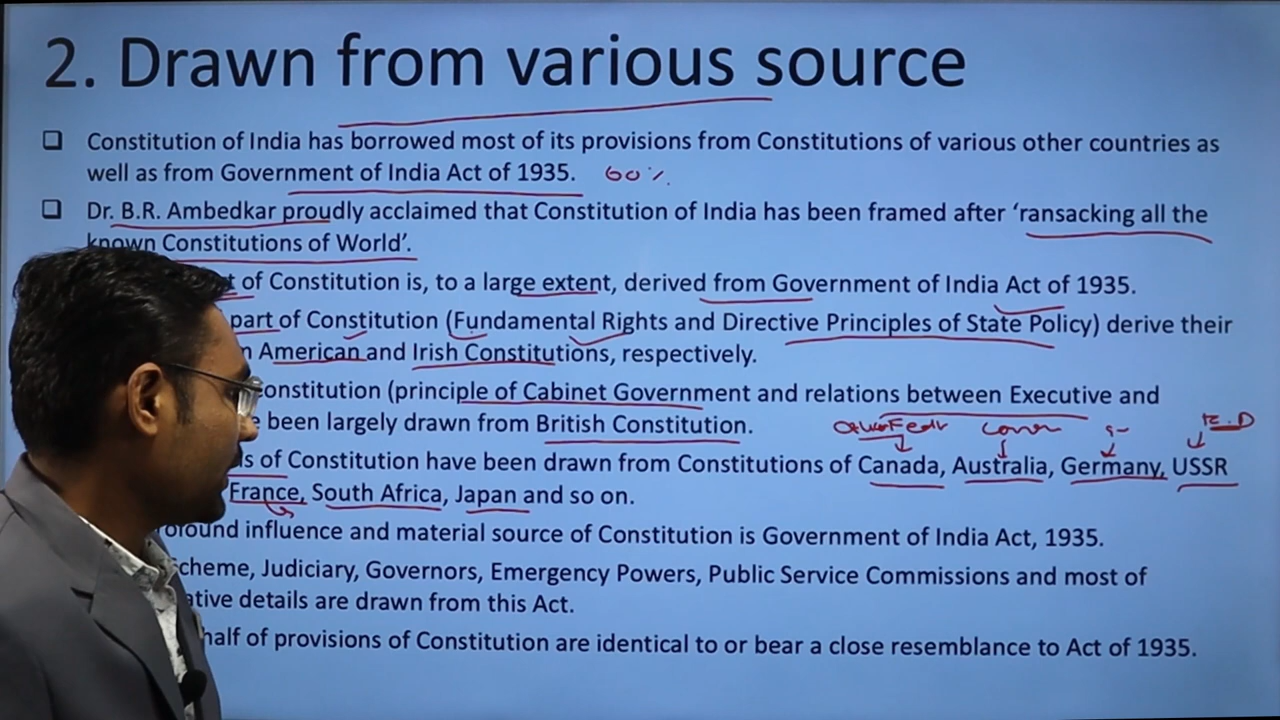 2. Drawn from various source
Constitution of India has borrowed most of its provisions from Constitutions of various other countries as
well as from Government of India Act of 1935. 60%
Dr. B.R. Ambedkar proudly acclaimed that Constitution of India has been framed after ‘ransacking all the
known Constitutions of World’.
of Constitution is, to a large extent, derived from Government of India Act of 1935.
part of Constitution (Fundamental Rights and Directive Principles of State Policy) derive their
American and Irish Constitutions, respectively.
constitution (principle of Cabinet Government and relations between Executive and
been largely drawn from British Constitution.
of Constitution have been drawn from Constitutions of Canada, Australia, Germany, USSR
France, South Africa, Japan and so on.
influence and material source of Constitution is Government of India Act, 1935.
Scheme, Judiciary, Governors, Emergency Powers, Public Service Commissions and most of
details are drawn from this Act.
half of provisions of Constitution are identical to or bear a close resemblance to Act of 1935.